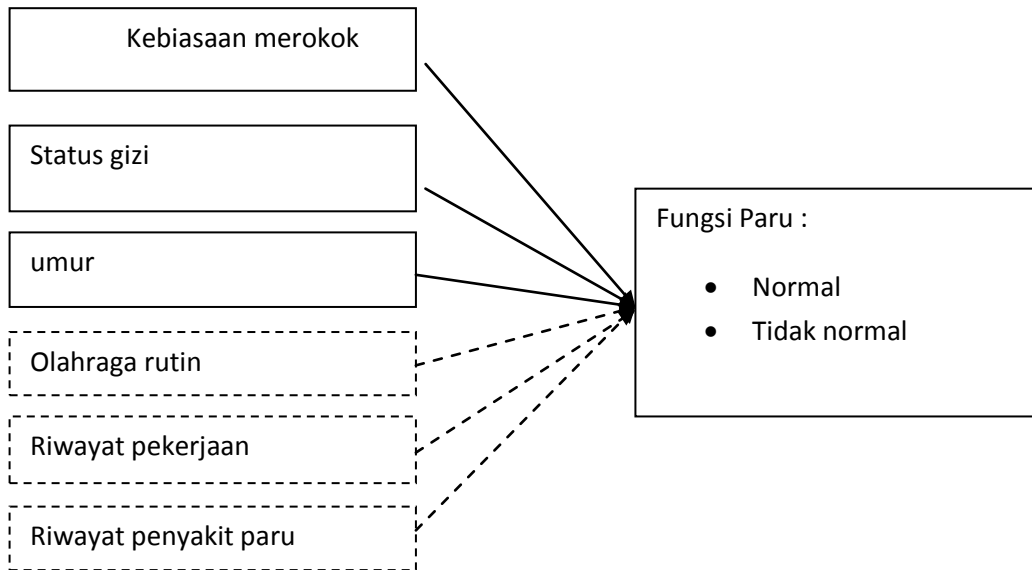 Kebiasaan merokok
Status gizi
umur
Olahraga rutin
Riwayat pekerjaan
Riwayat penyakit paru
Fungsi Paru :
• Normal
• Tidak normal